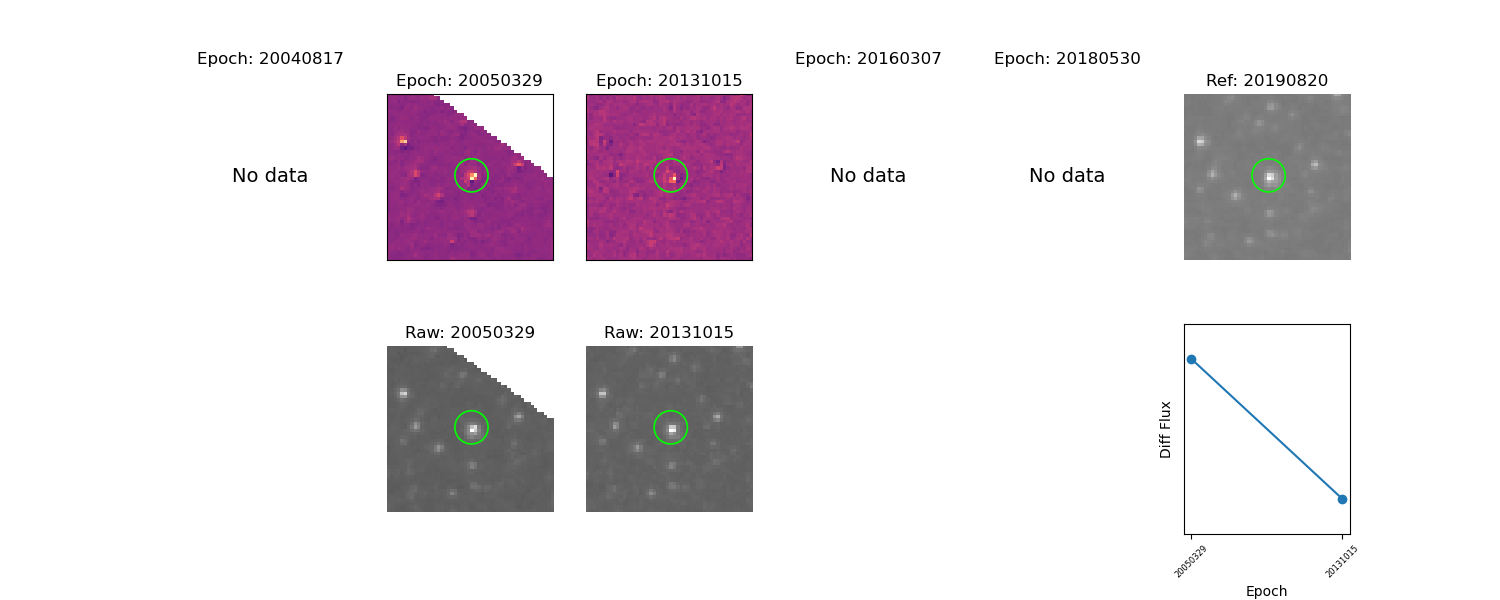 Epoch: 20040817
Epoch: 20050329
Epoch: 20131015
Epoch: 20160307
Epoch: 20180530
Ref: 20190820
No data
No data
No data
Raw: 20050329
Raw: 20131015
Diff Flux
20050329
20131015
Epoch